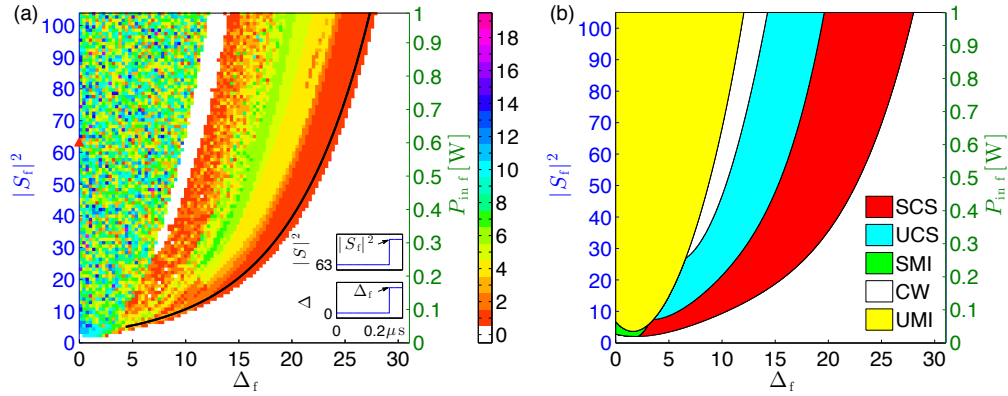 (a)
|S_f|²
100
90
80
70
60
50
40
30
20
10
0
0 5 10 15 20 25 30
Δ_f
1
0.9
0.8
0.7
0.6
0.5
0.4
0.3
0.2
0.1
0
P_in f [W]
18
16
14
12
10
8
6
4
2
0
|S|²
|S_f|²
63
Δ
Δ_f
0
0 0.2μs
(b)
|S_f|²
100
90
80
70
60
50
40
30
20
10
0
0 5 10 15 20 25 30
Δ_f
1
0.9
0.8
0.7
0.6
0.5
0.4
0.3
0.2
0.1
0
P_in f [W]
SCS
UCS
SMI
CW
UMI